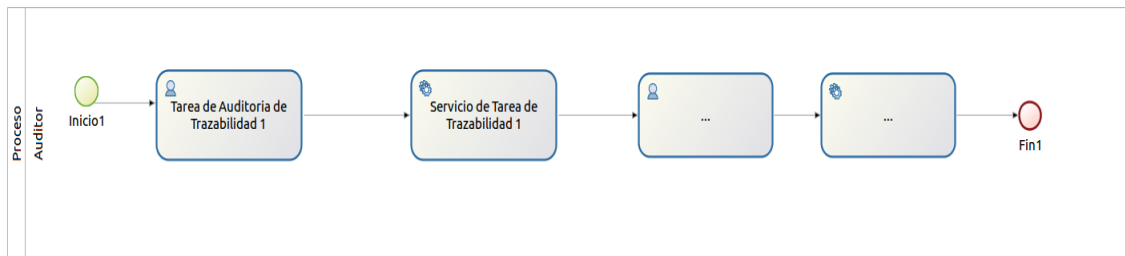 Proceso
Auditor
Inicio1
Tarea de Auditoria de
Trazabilidad 1
Servicio de Tarea de
Trazabilidad 1
...
...
Fin1